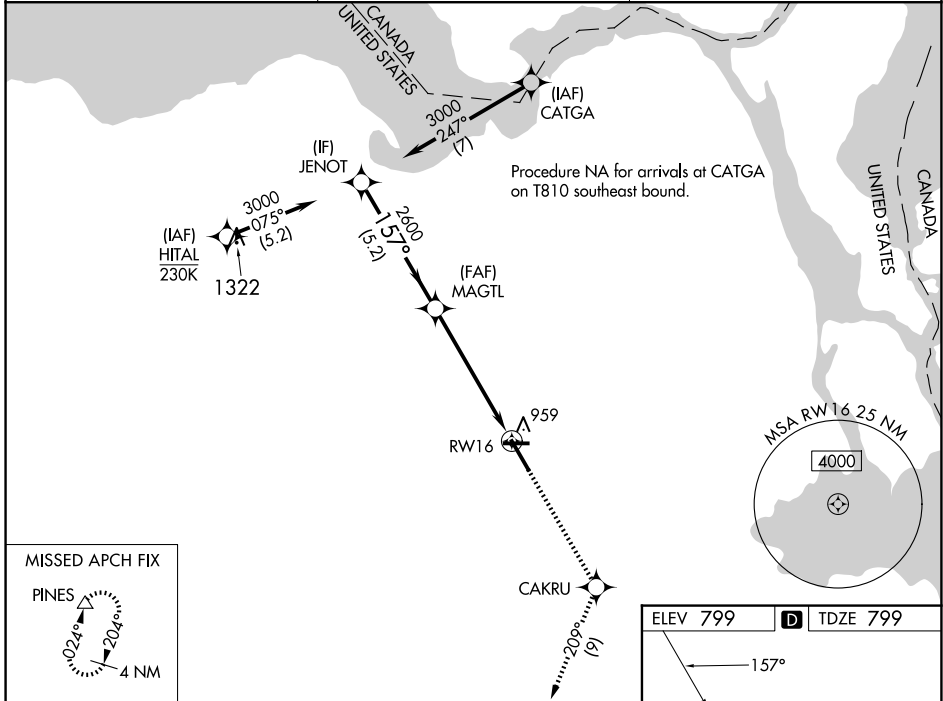 CANADA
UNITED STATES
(IAF)
CATGA
3000
247°
(7)
(IF)
JENOT
Procedure NA for arrivals at CATGA
on T810 southeast bound.
CANADA
UNITED STATES
3000
075°
(5.2)
2600
157°
(5.2)
(IAF)
HITAL
230K
1322
(FAF)
MAGTL
959
RW16
MSA RW16 25 NM
4000
MISSED APCH FIX
PINES
024°
204°
4 NM
CAKRU
209°
(9)
ELEV 799 D TDZE 799
157°